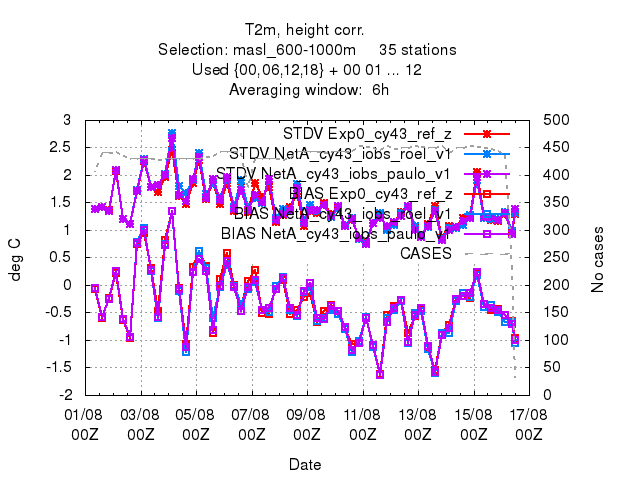 T2m, height corr.
Selection: masl_600-1000m 35 stations
Used {00,06,12,18} + 00 01 ... 12
Averaging window: 6h
3
2.5
2
1.5
1
0.5
0
-0.5
-1
-1.5
-2
deg C
500
450
400
350
300
250
200
150
100
50
0
No cases
STDV Exp0_cy43_ref_z
STDV NetA_cy43_iobs_roel_v1
STDV NetA_cy43_iobs_paulo_v1
BIAS Exp0_cy43_ref_z
BIAS NetA_cy43_iobs_roel_v1
BIAS NetA_cy43_iobs_paulo_v1
CASES
01/08 03/08 05/08 07/08 09/08 11/08 13/08 15/08 17/08
00Z 00Z 00Z 00Z 00Z 00Z 00Z 00Z 00Z
Date